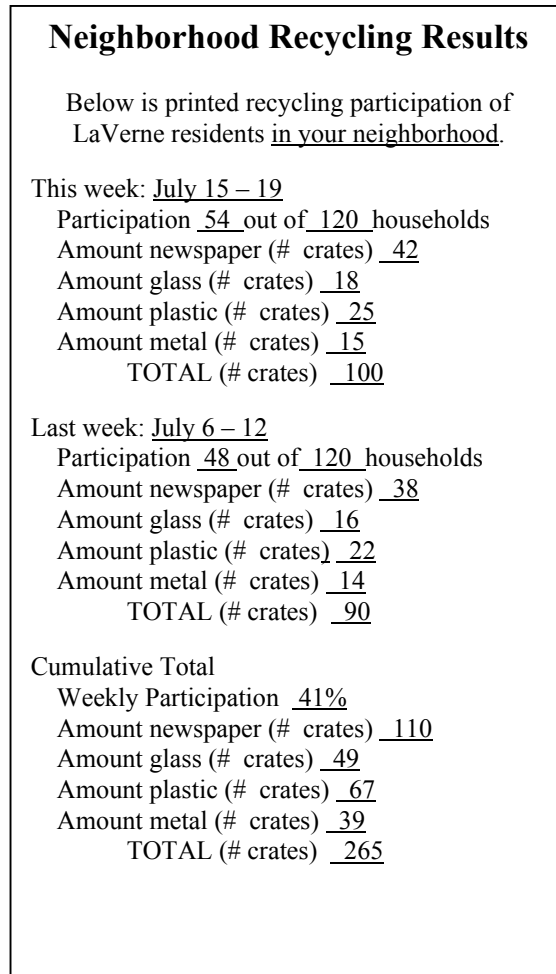 Neighborhood Recycling Results
Below is printed recycling participation of
LaVerne residents in your neighborhood.
This week: July 15 – 19
Participation 54 out of 120 households
Amount newspaper (# crates) 42
Amount glass (# crates) 18
Amount plastic (# crates) 25
Amount metal (# crates) 15
TOTAL (# crates) 100
Last week: July 6 – 12
Participation 48 out of 120 households
Amount newspaper (# crates) 38
Amount glass (# crates) 16
Amount plastic (# crates) 22
Amount metal (# crates) 14
TOTAL (# crates) 90
Cumulative Total
Weekly Participation 41%
Amount newspaper (# crates) 110
Amount glass (# crates) 49
Amount plastic (# crates) 67
Amount metal (# crates) 39
TOTAL (# crates) 265